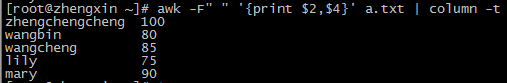 [root@zhengxin ~]# awk -F" " '{print $2,$4}' a.txt | column -t
zhengchengcheng  100
wangbin          80
wangcheng        85
lily             75
mary             90